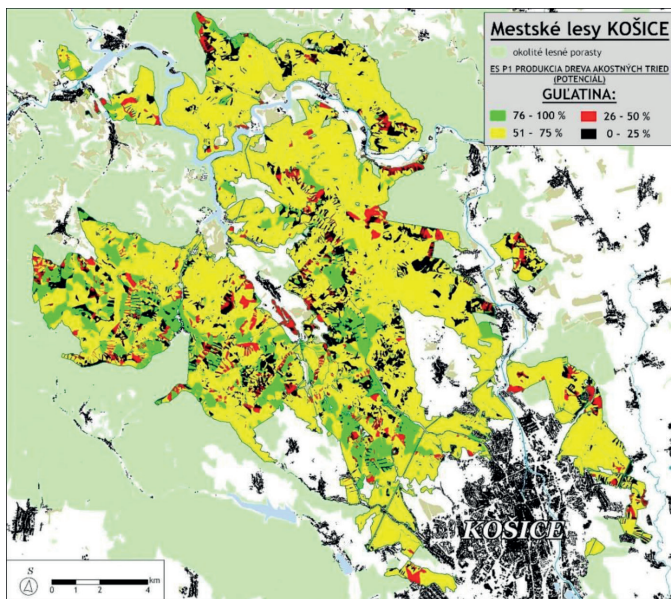 Mestské lesy KOŠICE
okolité lesné porasty
ES P1 PRODUKCIA DREVA AKOSTNÝCH TRIED
(POTENCIÁL)
GUĽATINA:
76 - 100 %
26 - 50 %
51 - 75 %
0 - 25 %
KOŠICE
S
km
0 1 2 4